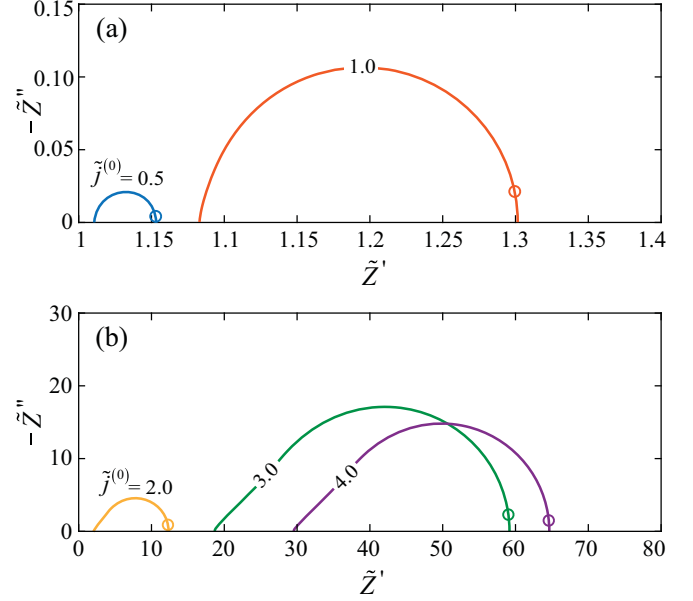 (a)
0.15
0.10
0.05
0
−Z̃''
1.0
j̃⁽⁰⁾ = 0.5
1 1.15 1.1 1.15 1.2 1.25 1.3 1.35 1.4
Z̃'
(b)
30
20
10
0
−Z̃''
j̃⁽⁰⁾ = 2.0
3.0
4.0
0 10 20 30 40 50 60 70 80
Z̃'